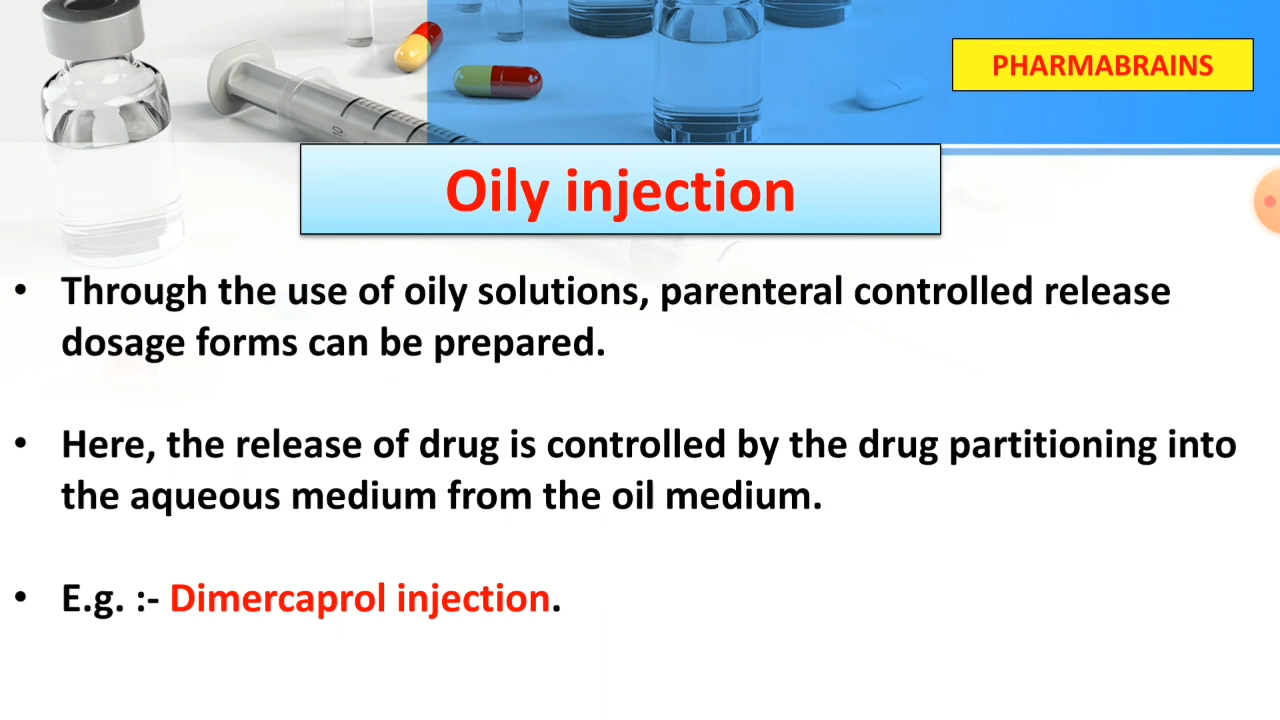 PHARMABRAINS
Oily injection
• Through the use of oily solutions, parenteral controlled release
dosage forms can be prepared.
• Here, the release of drug is controlled by the drug partitioning into
the aqueous medium from the oil medium.
• E.g. :- Dimercaprol injection.